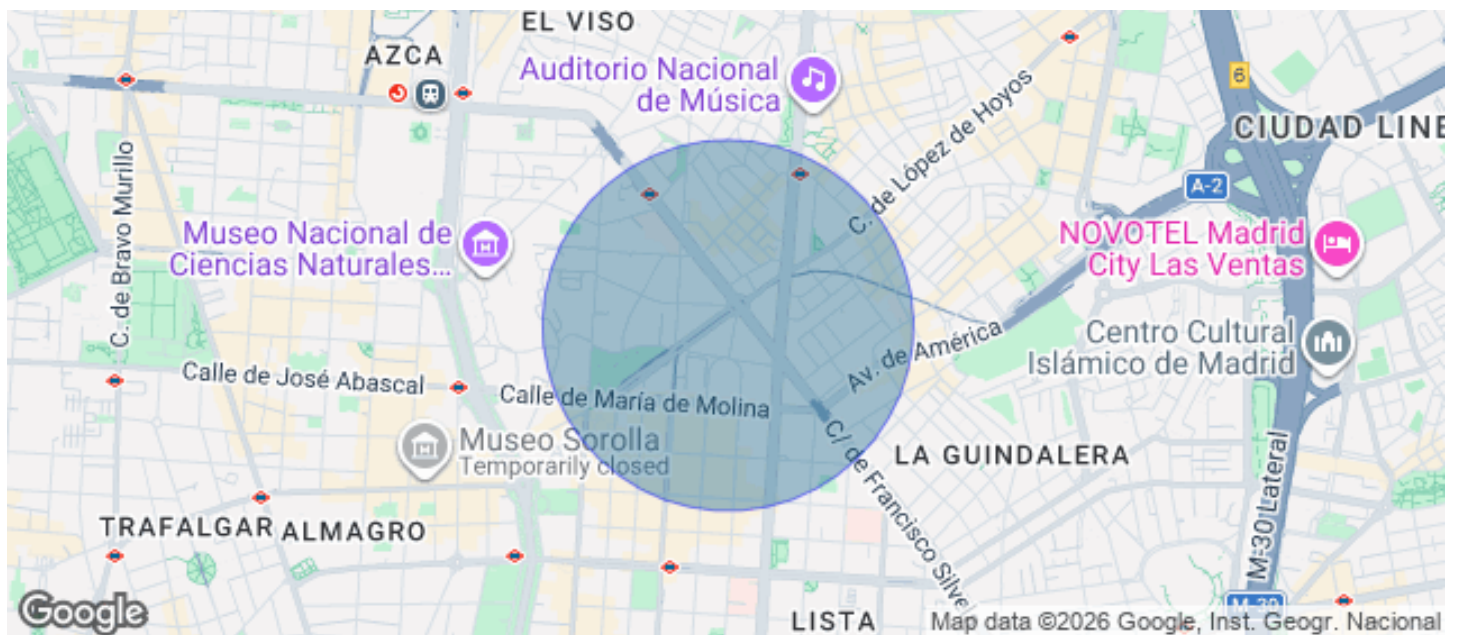 EL VISO
AZCA
Auditorio Nacional
de Música
6
CIUDAD LINE
C. de López de Hoyos
A-2
C. de Bravo Murillo
Museo Nacional de
Ciencias Naturales...
NOVOTEL Madrid
City Las Ventas
Centro Cultural
Islámico de Madrid
Av. de América
Calle de José Abascal
Calle de María de Molina
Museo Sorolla
Temporarily closed
C/ de Francisco Silve
LA GUINDALERA
M-30 Lateral
TRAFALGAR
ALMAGRO
M-30
LISTA
Google
Map data ©2026 Google, Inst. Geogr. Nacional